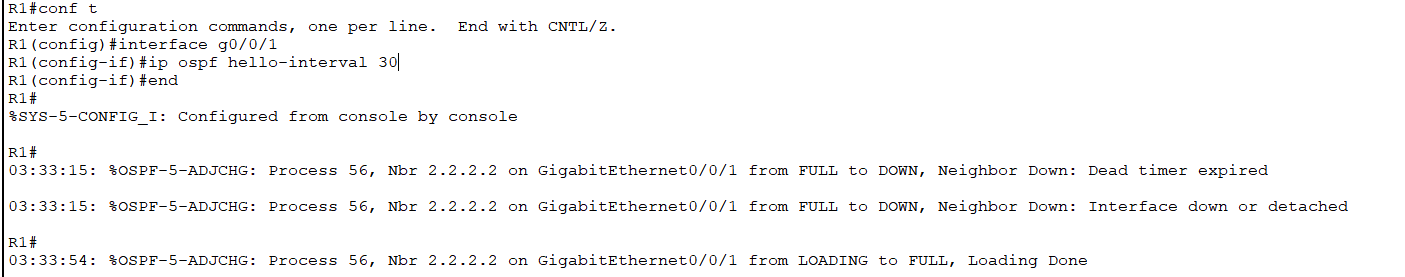 R1#conf t
Enter configuration commands, one per line.  End with CNTL/Z.
R1(config)#interface g0/0/1
R1(config-if)#ip ospf hello-interval 30
R1(config-if)#end
R1#
%SYS-5-CONFIG_I: Configured from console by console
R1#
03:33:15: %OSPF-5-ADJCHG: Process 56, Nbr 2.2.2.2 on GigabitEthernet0/0/1 from FULL to DOWN, Neighbor Down: Dead timer expired
03:33:15: %OSPF-5-ADJCHG: Process 56, Nbr 2.2.2.2 on GigabitEthernet0/0/1 from FULL to DOWN, Neighbor Down: Interface down or detached
R1#
03:33:54: %OSPF-5-ADJCHG: Process 56, Nbr 2.2.2.2 on GigabitEthernet0/0/1 from LOADING to FULL, Loading Done